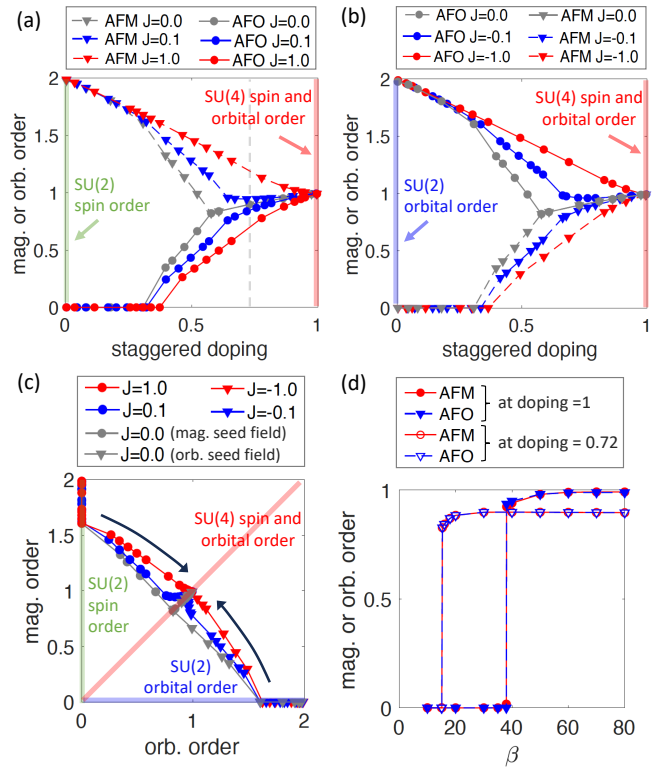 (a)
AFM J=0.0
AFO J=0.0
AFM J=0.1
AFO J=0.1
AFM J=1.0
AFO J=1.0
mag. or orb. order
2
1.5
1
0.5
0
SU(4) spin and
orbital order
SU(2)
spin order
0
0.5
1
staggered doping
(b)
AFO J=0.0
AFM J=0.0
AFO J=-0.1
AFM J=-0.1
AFO J=-1.0
AFM J=-1.0
mag. or orb. order
2
1.5
1
0.5
0
SU(4) spin and
orbital order
SU(2)
orbital order
0
0.5
1
staggered doping
(c)
J=1.0
J=-1.0
J=0.1
J=-0.1
J=0.0 (mag. seed field)
J=0.0 (orb. seed field)
mag. order
2
1.5
1
0.5
0
SU(4) spin and
orbital order
SU(2)
spin
order
SU(2)
orbital order
0
1
2
orb. order
(d)
AFM
AFO
at doping =1
AFM
AFO
at doping = 0.72
mag. or orb. order
1
0.5
0
0
20
40
60
80
β